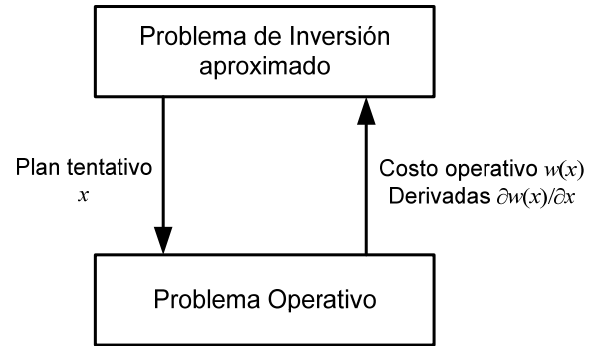 Problema de Inversión
aproximado
Plan tentativo
x
Costo operativo w(x)
Derivadas ∂w(x)/∂x
Problema Operativo